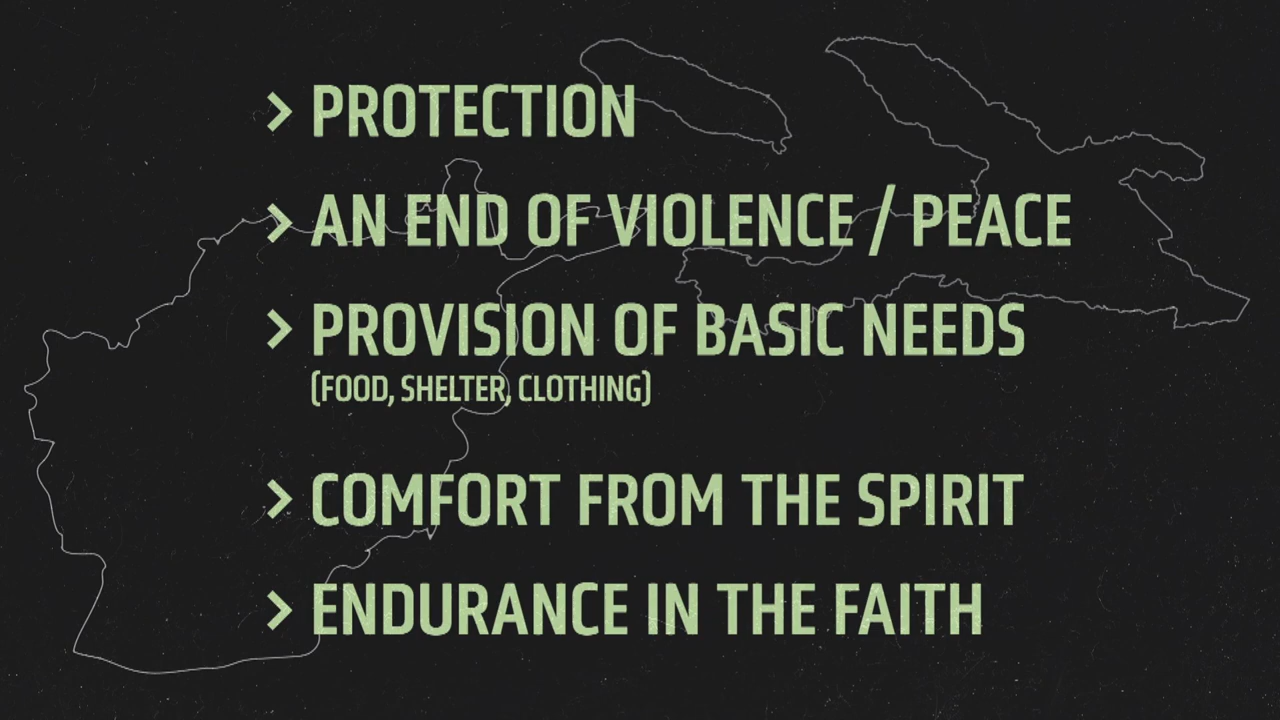 > PROTECTION
> AN END OF VIOLENCE / PEACE
> PROVISION OF BASIC NEEDS
(FOOD, SHELTER, CLOTHING)
> COMFORT FROM THE SPIRIT
> ENDURANCE IN THE FAITH